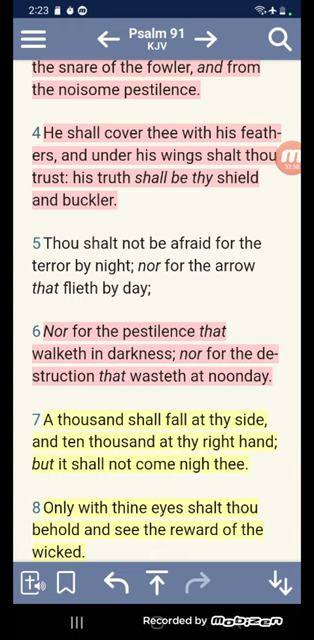 2:23
Psalm 91
KJV
the snare of the fowler, and from
the noisome pestilence.
4 He shall cover thee with his feath-
ers, and under his wings shalt thou
trust: his truth shall be thy shield
and buckler.
5 Thou shalt not be afraid for the
terror by night; nor for the arrow
that flieth by day;
6 Nor for the pestilence that
walketh in darkness; nor for the de-
struction that wasteth at noonday.
7 A thousand shall fall at thy side,
and ten thousand at thy right hand;
but it shall not come nigh thee.
8 Only with thine eyes shalt thou
behold and see the reward of the
wicked.
Recorded by mobizen